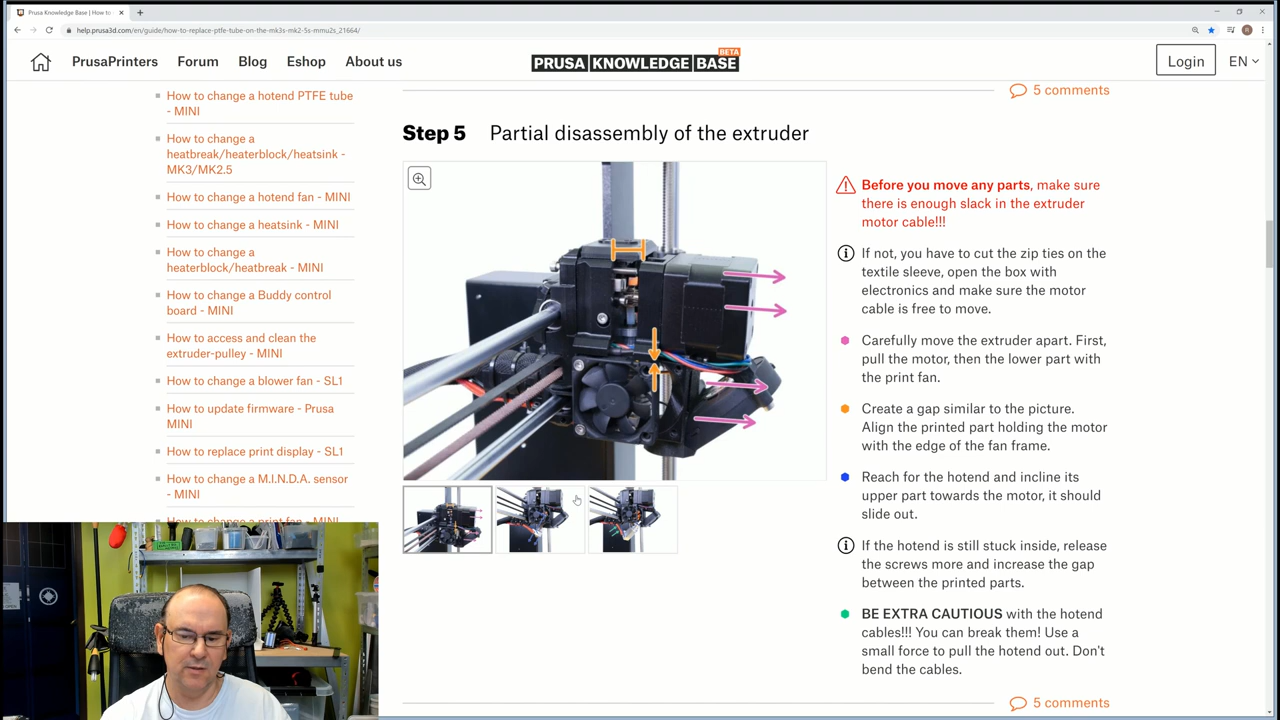 Prusa Knowledge Base | How to
help.prusa3d.com/en/guide/how-to-replace-ptfe-tube-on-the-mk3s-mk2-5s-mmu2s_21664/
PrusaPrinters
Forum
Blog
Eshop
About us
PRUSA KNOWLEDGE BASE
BETA
Login
EN
How to change a hotend PTFE tube
- MINI
How to change a
heatbreak/heaterblock/heatsink -
MK3/MK2.5
How to change a hotend fan - MINI
How to change a heatsink - MINI
How to change a
heaterblock/heatbreak - MINI
How to change a Buddy control
board - MINI
How to access and clean the
extruder-pulley - MINI
How to change a blower fan - SL1
How to update firmware - Prusa
MINI
How to replace print display - SL1
How to change a M.I.N.D.A. sensor
- MINI
How to change a print fan - MINI
5 comments
Step 5 Partial disassembly of the extruder
Before you move any parts, make sure
there is enough slack in the extruder
motor cable!!!
If not, you have to cut the zip ties on the
textile sleeve, open the box with
electronics and make sure the motor
cable is free to move.
Carefully move the extruder apart. First,
pull the motor, then the lower part with
the print fan.
Create a gap similar to the picture.
Align the printed part holding the motor
with the edge of the fan frame.
Reach for the hotend and incline its
upper part towards the motor, it should
slide out.
If the hotend is still stuck inside, release
the screws more and increase the gap
between the printed parts.
BE EXTRA CAUTIOUS with the hotend
cables!!! You can break them! Use a
small force to pull the hotend out. Don't
bend the cables.
5 comments